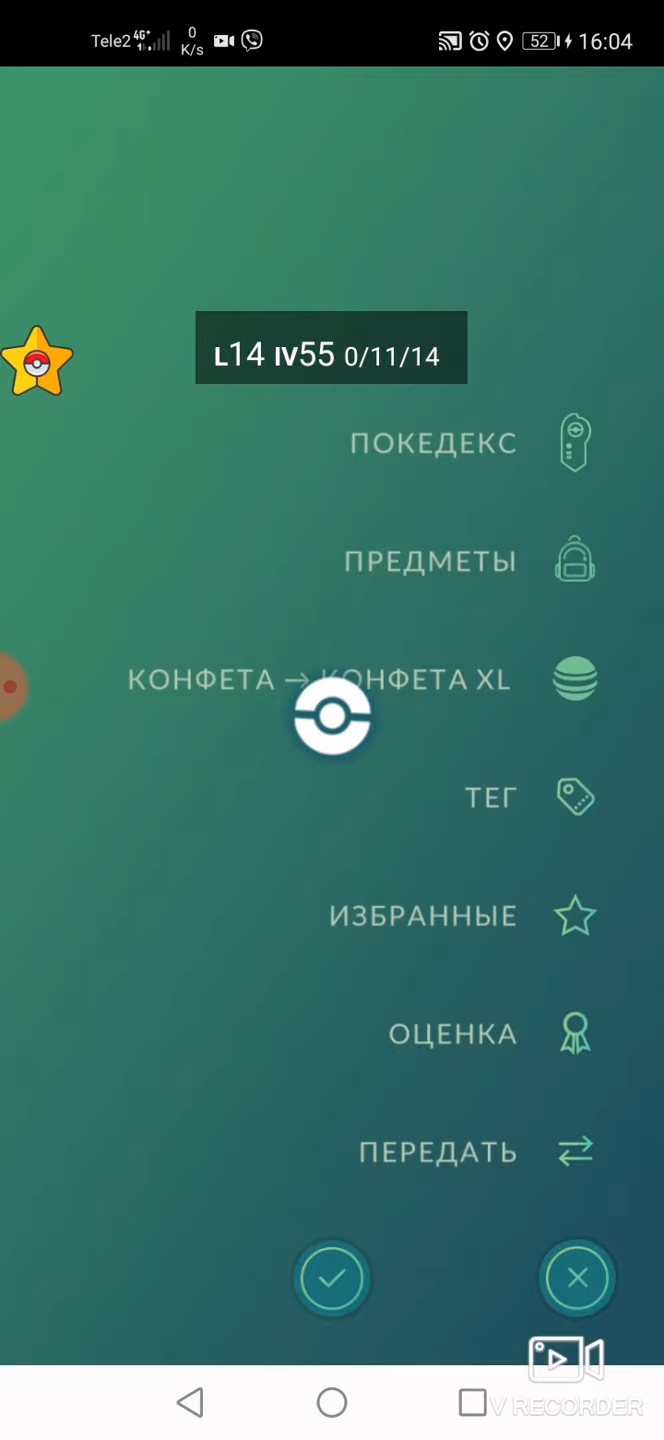 Tele2 4G+ 0 K/s 52 16:04
L14 IV55 0/11/14
ПОКЕДЕКС
ПРЕДМЕТЫ
КОНФЕТА → КОНФЕТА XL
ТЕГ
ИЗБРАННЫЕ
ОЦЕНКА
ПЕРЕДАТЬ
V RECORDER